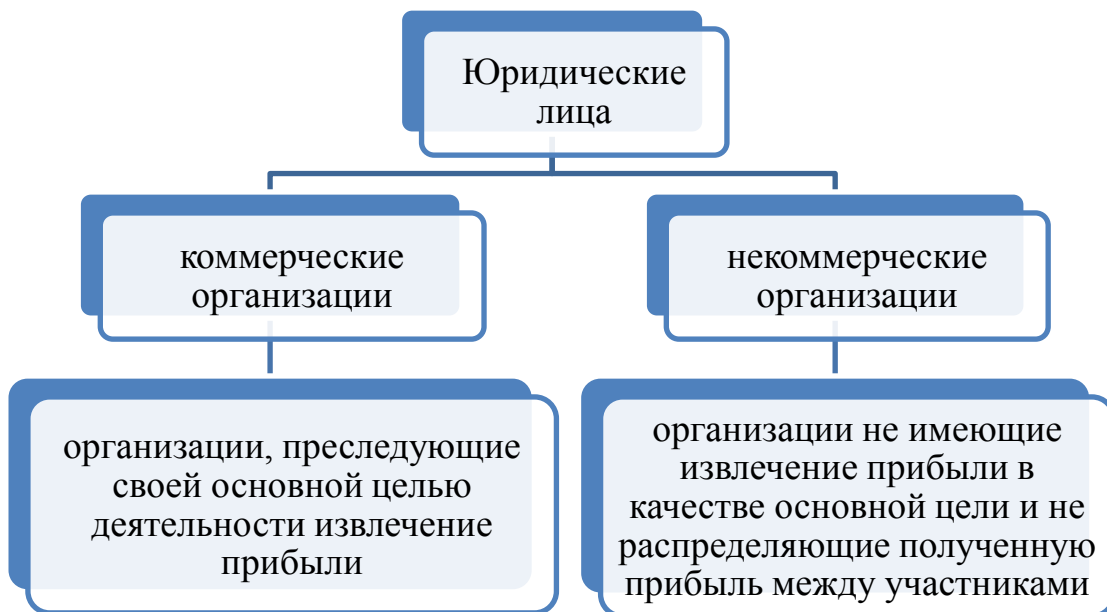 Юридические
лица
коммерческие
организации
некоммерческие
организации
организации, преследующие
своей основной целью
деятельности извлечение
прибыли
организации не имеющие
извлечение прибыли в
качестве основной цели и не
распределяющие полученную
прибыль между участниками